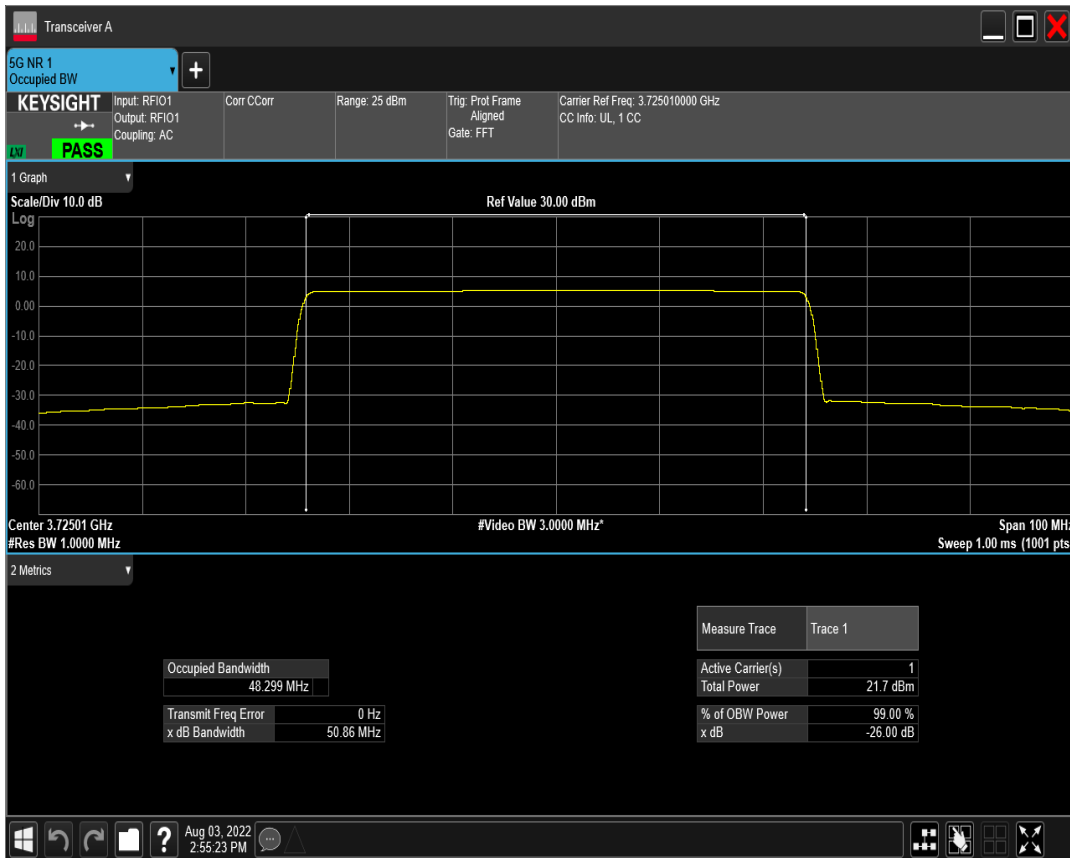 Transceiver A
5G NR 1
Occupied BW
+
KEYSIGHT
LXI
PASS
Input: RFIO1
Output: RFIO1
Coupling: AC
Corr CCorr
Range: 25 dBm
Trig: Prot Frame
Aligned
Gate: FFT
Carrier Ref Freq: 3.725010000 GHz
CC Info: UL, 1 CC
1 Graph
Scale/Div 10.0 dB
Ref Value 30.00 dBm
Log
20.0
10.0
0.00
-10.0
-20.0
-30.0
-40.0
-50.0
-60.0
Center 3.72501 GHz
#Video BW 3.0000 MHz*
Span 100 MHz
#Res BW 1.0000 MHz
Sweep 1.00 ms (1001 pts
2 Metrics
Measure Trace Trace 1
Occupied Bandwidth
48.299 MHz
Active Carrier(s) 1
Total Power 21.7 dBm
Transmit Freq Error 0 Hz
x dB Bandwidth 50.86 MHz
% of OBW Power 99.00 %
x dB -26.00 dB
?
Aug 03, 2022
2:55:23 PM